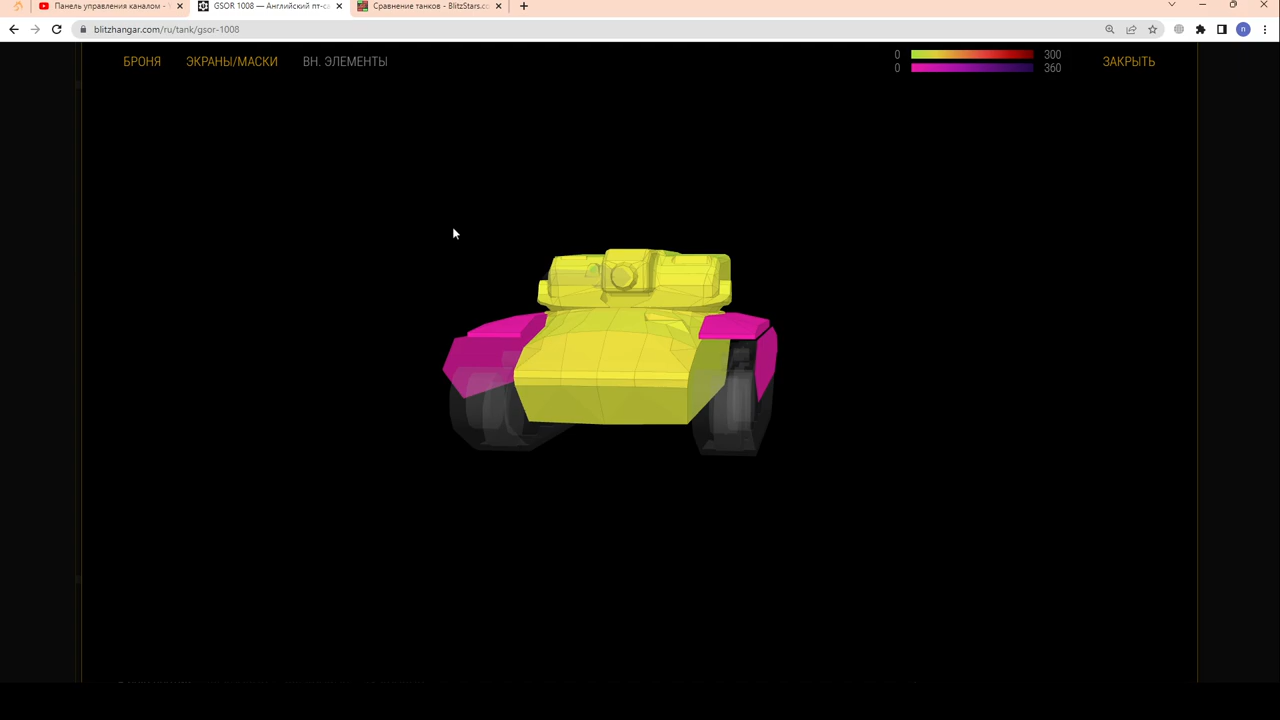 Панель управления каналом -
GSOR 1008 — Английский пт-са
Сравнение танков - BlitzStars.co
blitzhangar.com/ru/tank/gsor-1008
БРОНЯ ЭКРАНЫ/МАСКИ ВН. ЭЛЕМЕНТЫ
0 300
0 360
ЗАКРЫТЬ